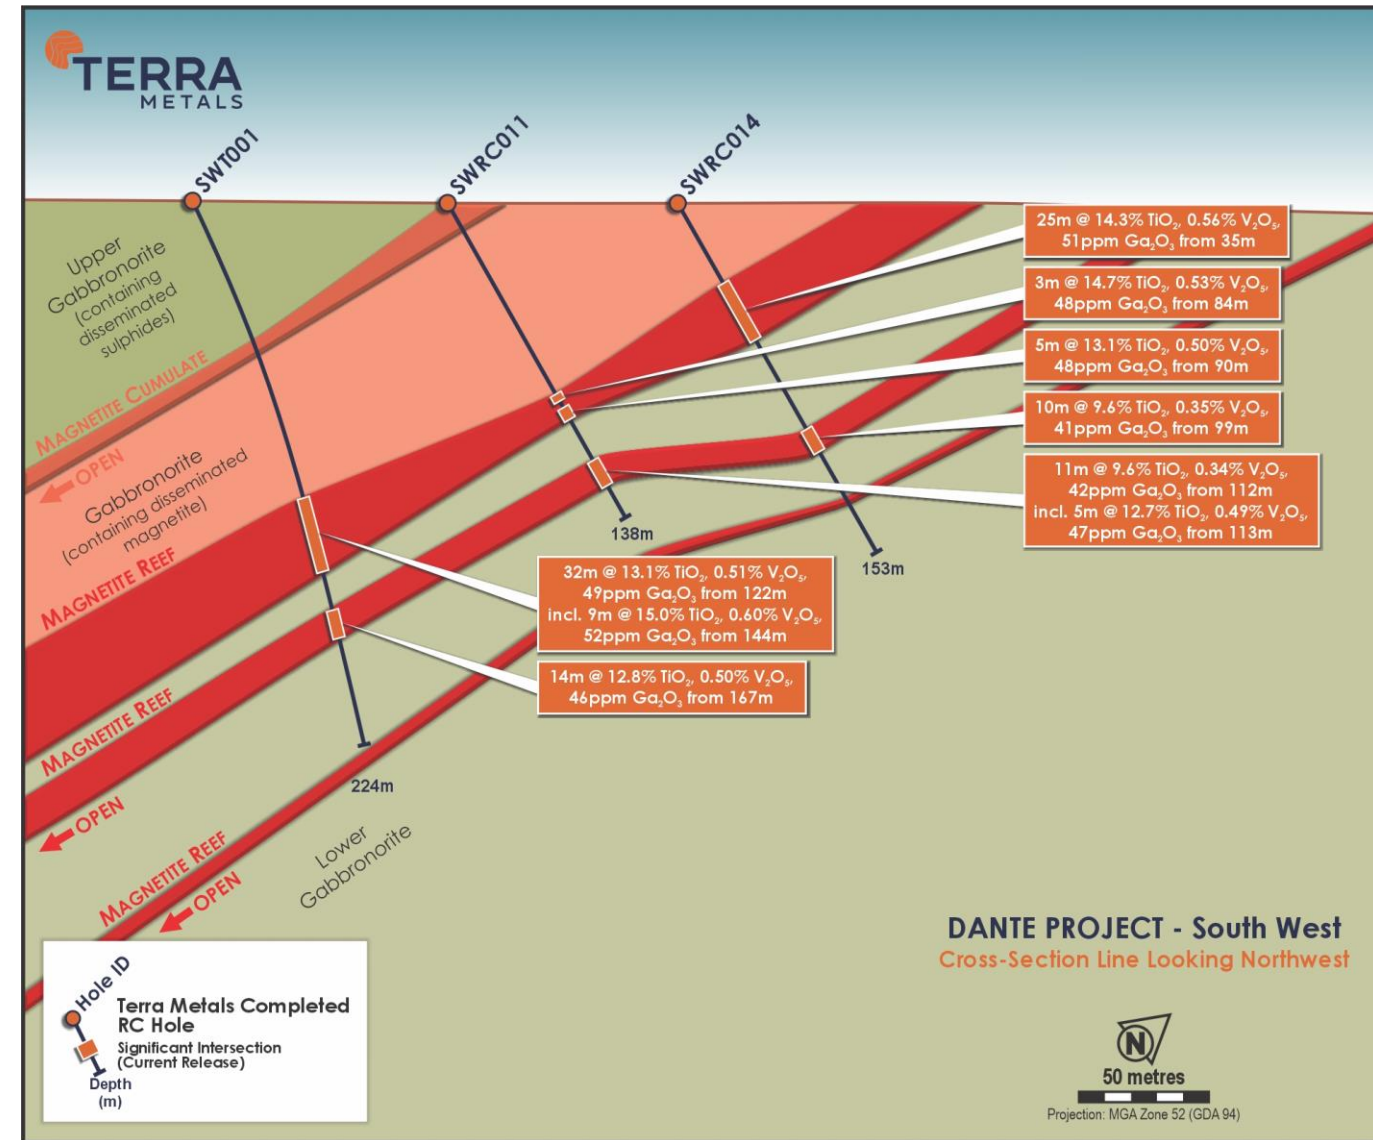 TERRA
METALS
SWT001
SWRC011
SWRC014
Upper
Gabbronorite
(containing
disseminated
sulphides)
MAGNETITE CUMULATE
OPEN
Gabbronorite
(containing disseminated
magnetite)
MAGNETITE REEF
MAGNETITE REEF
OPEN
MAGNETITE REEF
OPEN
Lower
Gabbronorite
25m @ 14.3% TiO₂, 0.56% V₂O₅,
51ppm Ga₂O₃ from 35m
3m @ 14.7% TiO₂, 0.53% V₂O₅,
48ppm Ga₂O₃ from 84m
5m @ 13.1% TiO₂, 0.50% V₂O₅,
48ppm Ga₂O₃ from 90m
10m @ 9.6% TiO₂, 0.35% V₂O₅,
41ppm Ga₂O₃ from 99m
11m @ 9.6% TiO₂, 0.34% V₂O₅,
42ppm Ga₂O₃ from 112m
incl. 5m @ 12.7% TiO₂, 0.49% V₂O₅,
47ppm Ga₂O₃ from 113m
138m
153m
32m @ 13.1% TiO₂, 0.51% V₂O₅,
49ppm Ga₂O₃ from 122m
incl. 9m @ 15.0% TiO₂, 0.60% V₂O₅,
52ppm Ga₂O₃ from 144m
14m @ 12.8% TiO₂, 0.50% V₂O₅,
46ppm Ga₂O₃ from 167m
224m
DANTE PROJECT - South West
Cross-Section Line Looking Northwest
N
50 metres
Projection: MGA Zone 52 (GDA 94)
Hole ID
Terra Metals Completed
RC Hole
Significant Intersection
(Current Release)
Depth
(m)